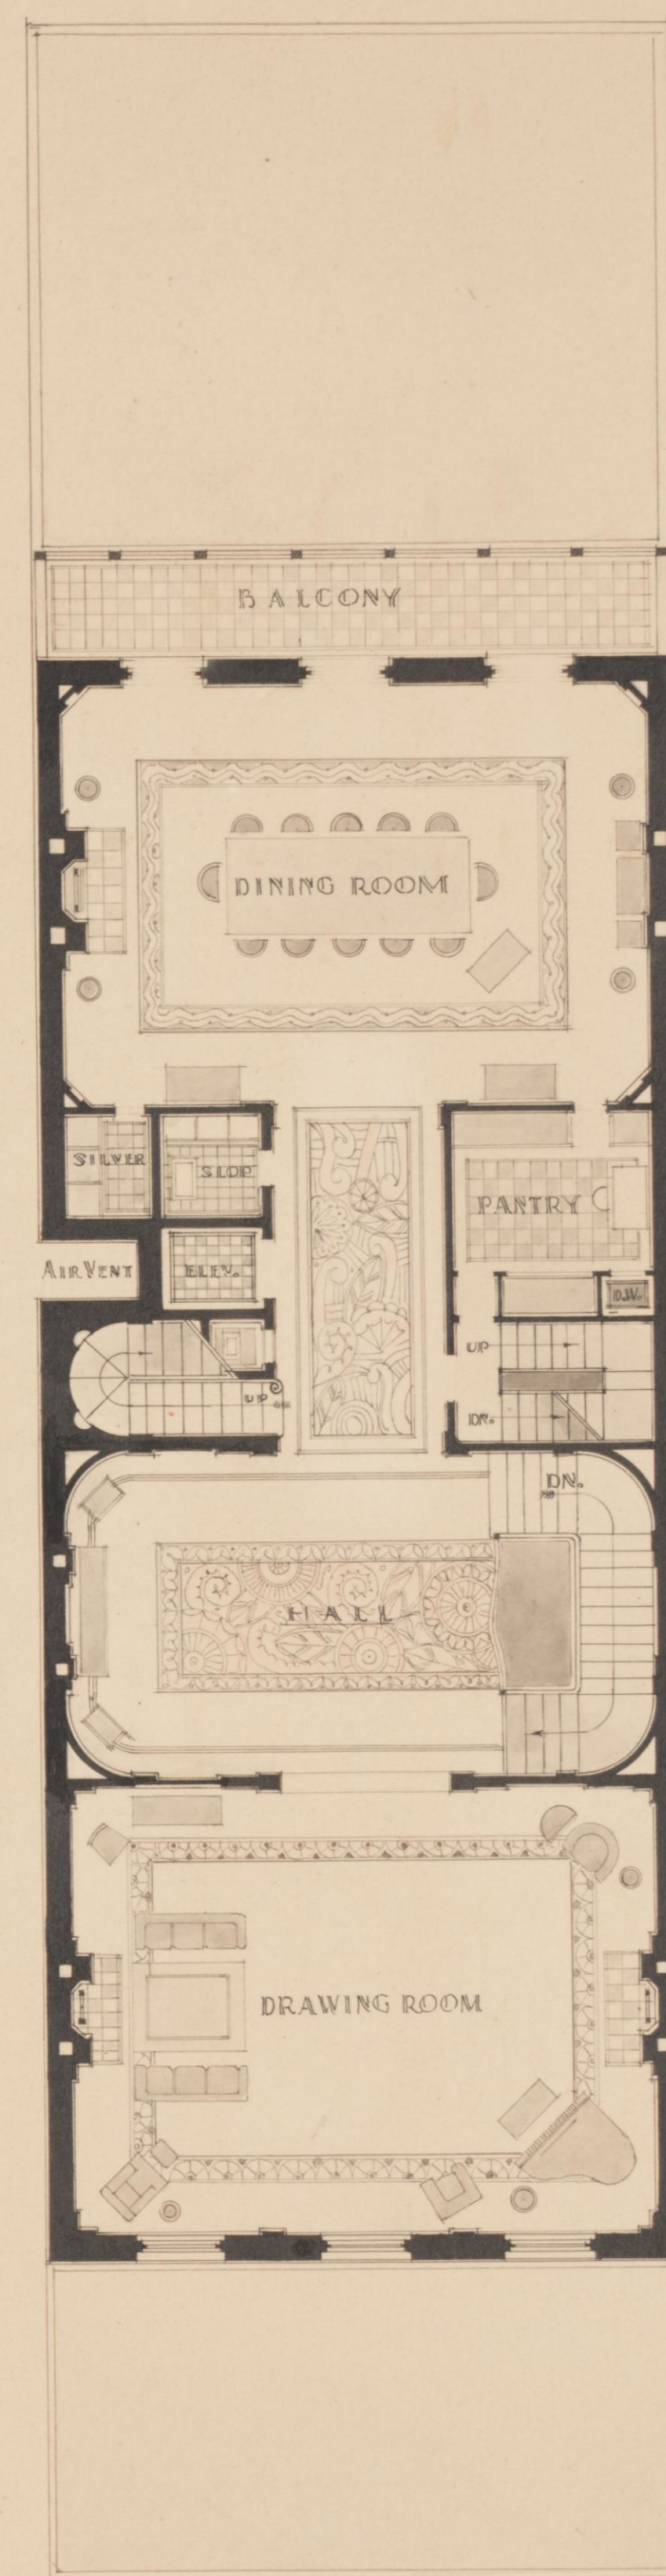 BALCONY
DINING ROOM
SILVER
SLOP
PANTRY
AIR VENT
ELEV.
D.W.
UP
UP
DN.
DN.
HALL
DRAWING ROOM